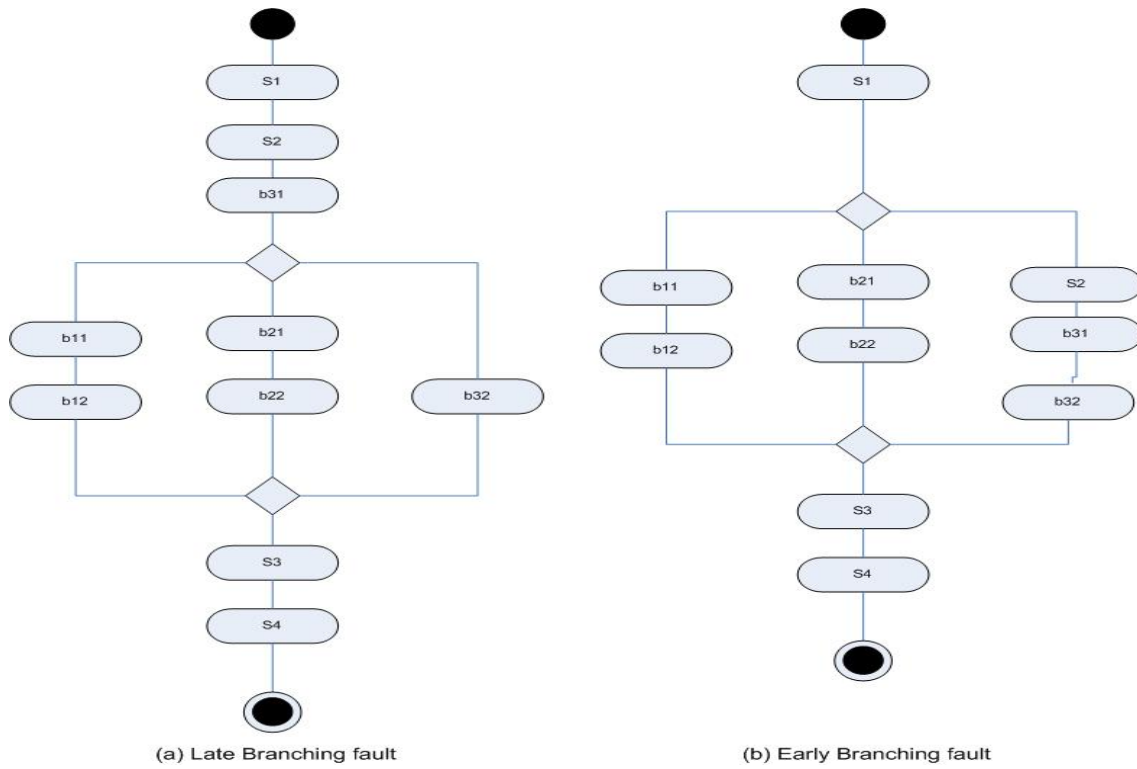 S1
S2
b31
b11
b21
b12
b22
b32
S3
S4
(a) Late Branching fault
S1
b11
b21
S2
b12
b22
b31
b32
S3
S4
(b) Early Branching fault